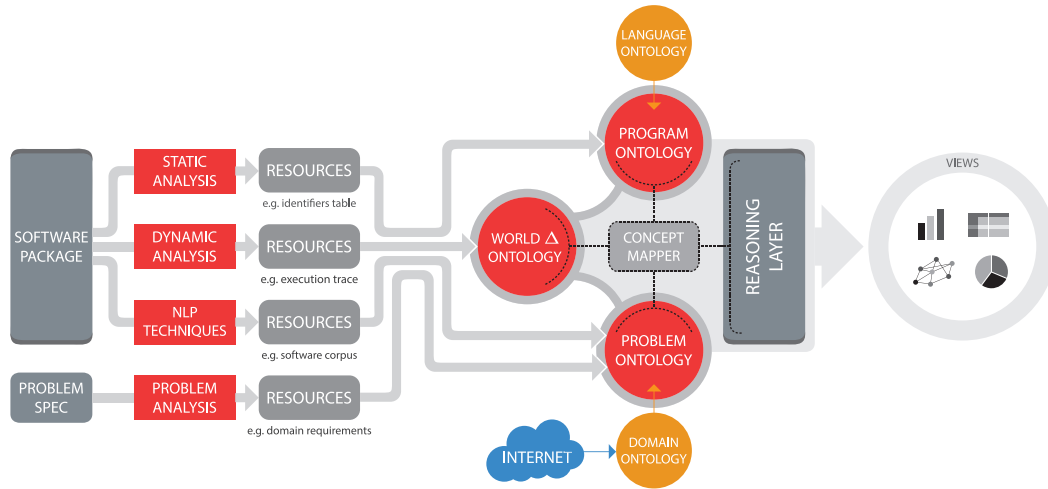 LANGUAGE
ONTOLOGY
PROGRAM
ONTOLOGY
STATIC
ANALYSIS
RESOURCES
e.g. identifiers table
SOFTWARE
PACKAGE
DYNAMIC
ANALYSIS
RESOURCES
e.g. execution trace
WORLD Δ
ONTOLOGY
CONCEPT
MAPPER
REASONING
LAYER
VIEWS
NLP
TECHNIQUES
RESOURCES
e.g. software corpus
PROBLEM
ONTOLOGY
PROBLEM
SPEC
PROBLEM
ANALYSIS
RESOURCES
e.g. domain requirements
INTERNET
DOMAIN
ONTOLOGY